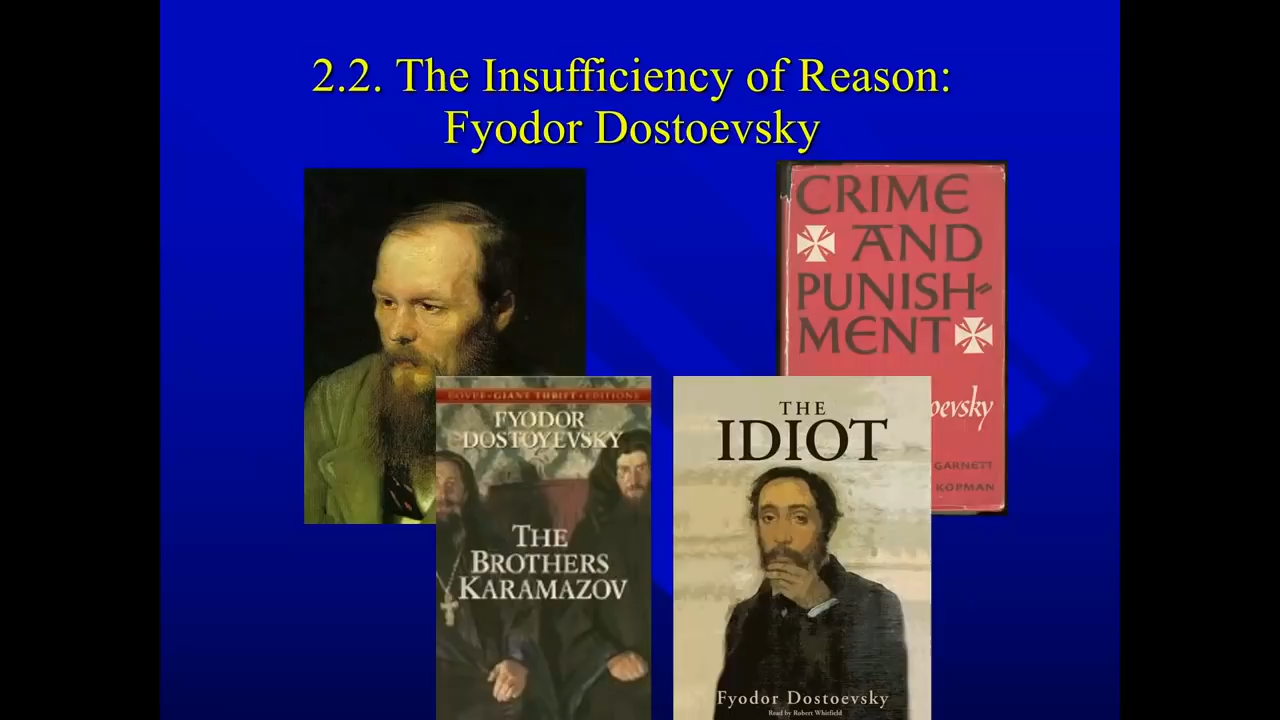 2.2. The Insufficiency of Reason:
Fyodor Dostoevsky
CRIME
AND
PUNISH-
MENT
oevsky
GARNETT
KOPMAN
DOVER • GIANT THRIFT • EDITIONS
FYODOR
DOSTOYEVSKY
THE
BROTHERS
KARAMAZOV
THE
IDIOT
Fyodor Dostoevsky
Read by Robert Whitfield